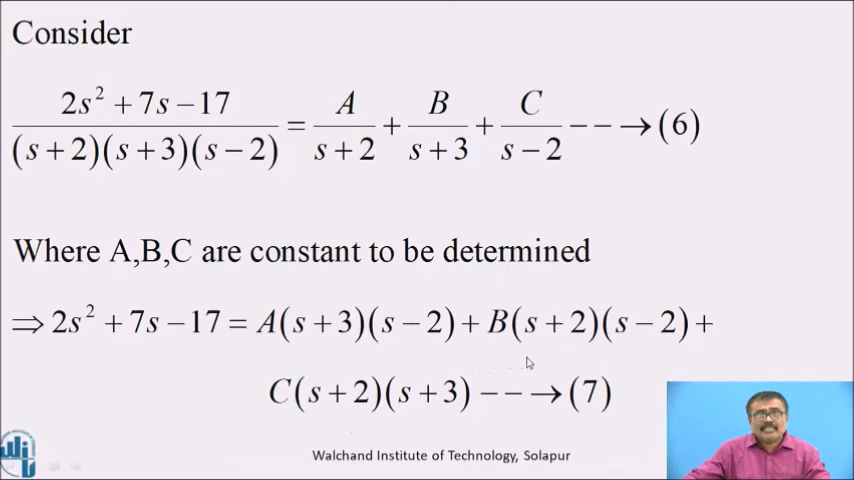 Consider
(2s² + 7s − 17)/((s + 2)(s + 3)(s − 2)) = A/(s + 2) + B/(s + 3) + C/(s − 2) −− → (6)
Where A,B,C are constant to be determined
⇒ 2s² + 7s − 17 = A(s + 3)(s − 2) + B(s + 2)(s − 2) +
C(s + 2)(s + 3) −− → (7)
Walchand Institute of Technology, Solapur